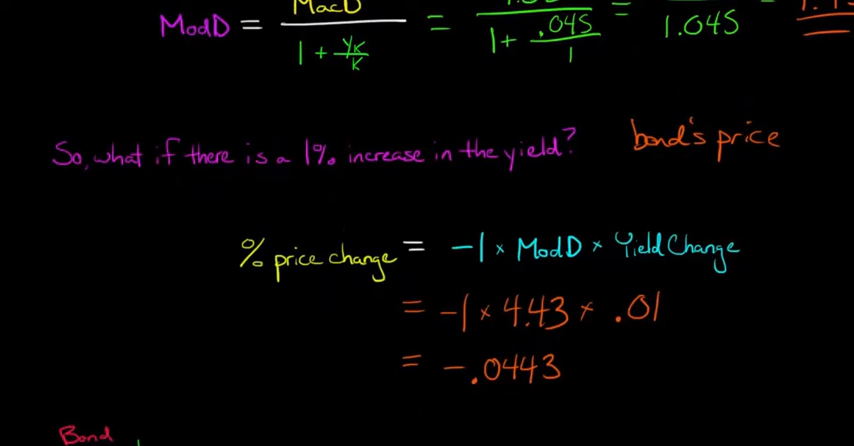 ModD = MacD / 1 + yk/k = / 1 + .045/1 = / 1.045
So, what if there is a 1% increase in the yield? bond's price
% price change = -1 × ModD × Yield Change
= -1 × 4.43 × .01
= -.0443
Bond